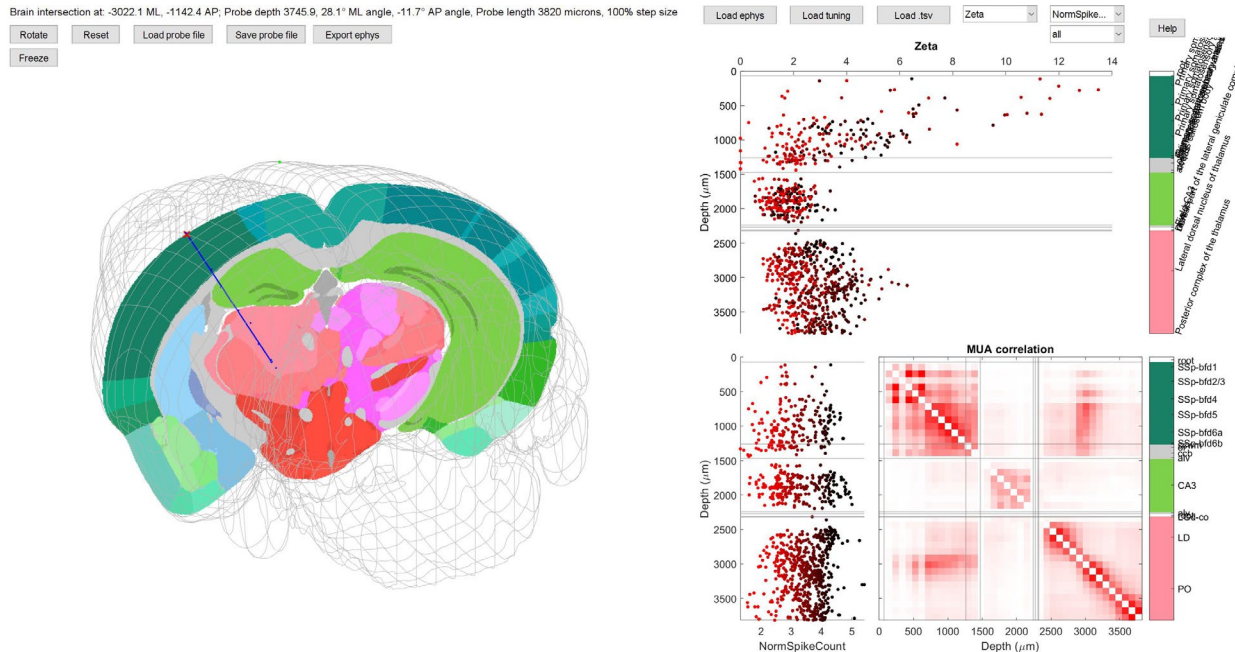 Brain intersection at: -3022.1 ML, -1142.4 AP; Probe depth 3745.9, 28.1° ML angle, -11.7° AP angle, Probe length 3820 microns, 100% step size
Rotate Reset Load probe file Save probe file Export ephys
Freeze
Load ephys Load tuning Load .tsv Zeta NormSpike...
all
Help
Zeta
0 2 4 6 8 10 12 14
0
500
1000
1500
2000
2500
3000
3500
Depth (μm)
root
Lateral dorsal nucleus of thalamus
Posterior complex of the thalamus
MUA correlation
0
500
1000
1500
2000
2500
3000
3500
Depth (μm)
2 3 4 5
NormSpikeCount
0 500 1000 1500 2000 2500 3000 3500
Depth (μm)
root
SSp-bfd1
SSp-bfd2/3
SSp-bfd4
SSp-bfd5
SSp-bfd6a
SSp-bfd6b
ccb
alv
CA3
LD
PO